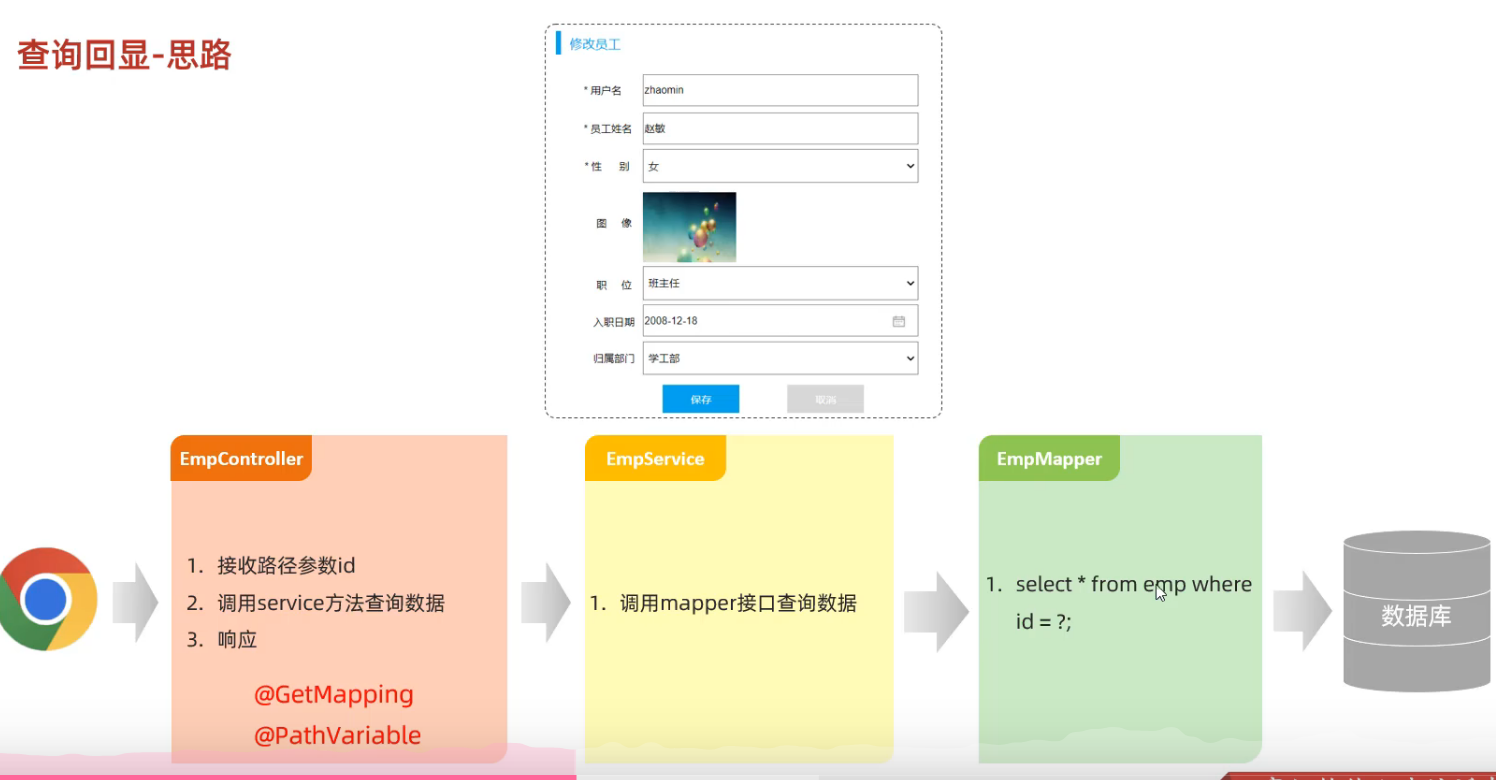 查询回显-思路
修改员工
* 用户名
zhaomin
* 员工姓名
赵敏
* 性 别
女
图 像
职 位
班主任
入职日期
2008-12-18
归属部门
学工部
保存
取消
EmpController
1. 接收路径参数id
2. 调用service方法查询数据
3. 响应
@GetMapping
@PathVariable
EmpService
1. 调用mapper接口查询数据
EmpMapper
1. select * from emp where
id = ?;
数据库